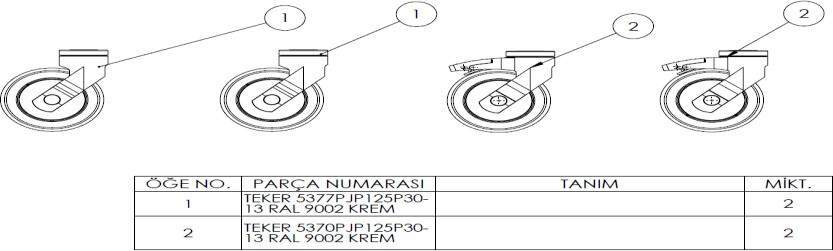 1 1 2 2
ÖĞE NO. PARÇA NUMARASI TANIM MİKT.
1 TEKER 5377PJP125P30-13 RAL 9002 KREM 2
2 TEKER 5370PJP125P30-13 RAL 9002 KREM 2